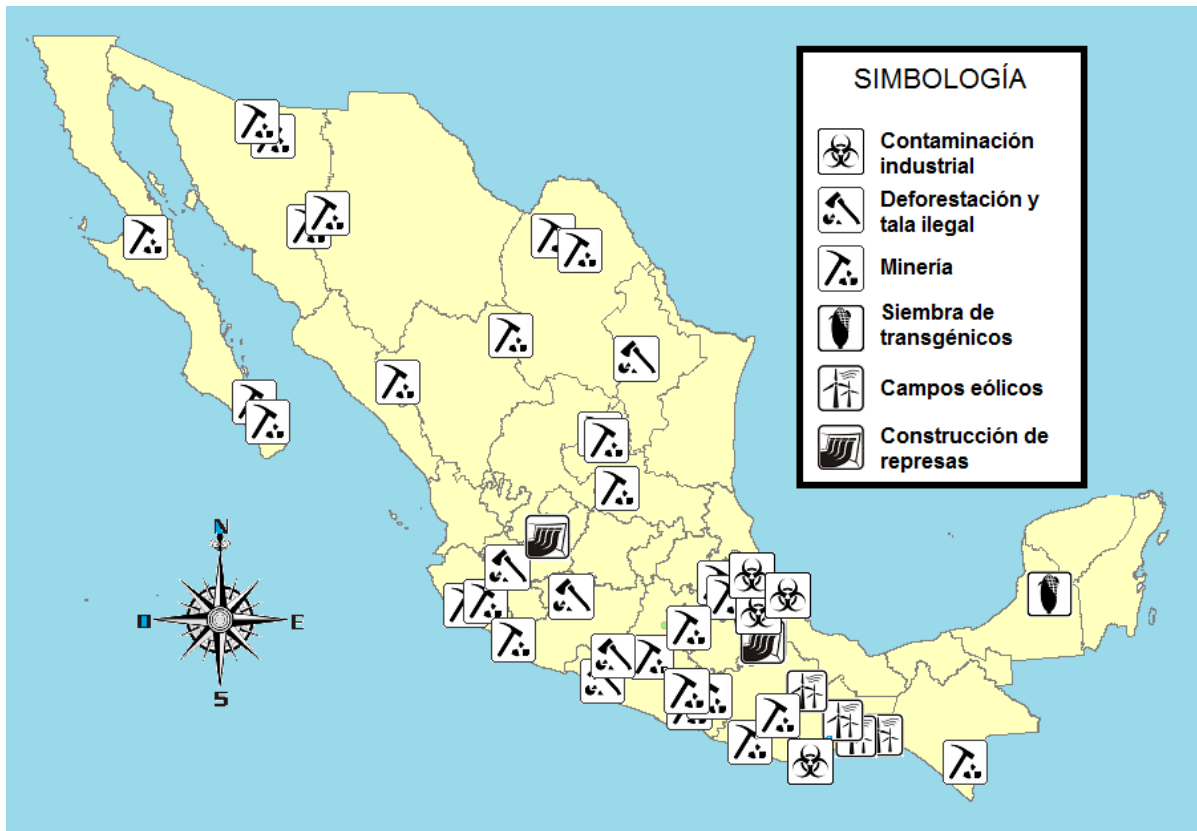 SIMBOLOGÍA
Contaminación
industrial
Deforestación y
tala ilegal
Minería
Siembra de
transgénicos
Campos eólicos
Construcción de
represas
N
O E
S